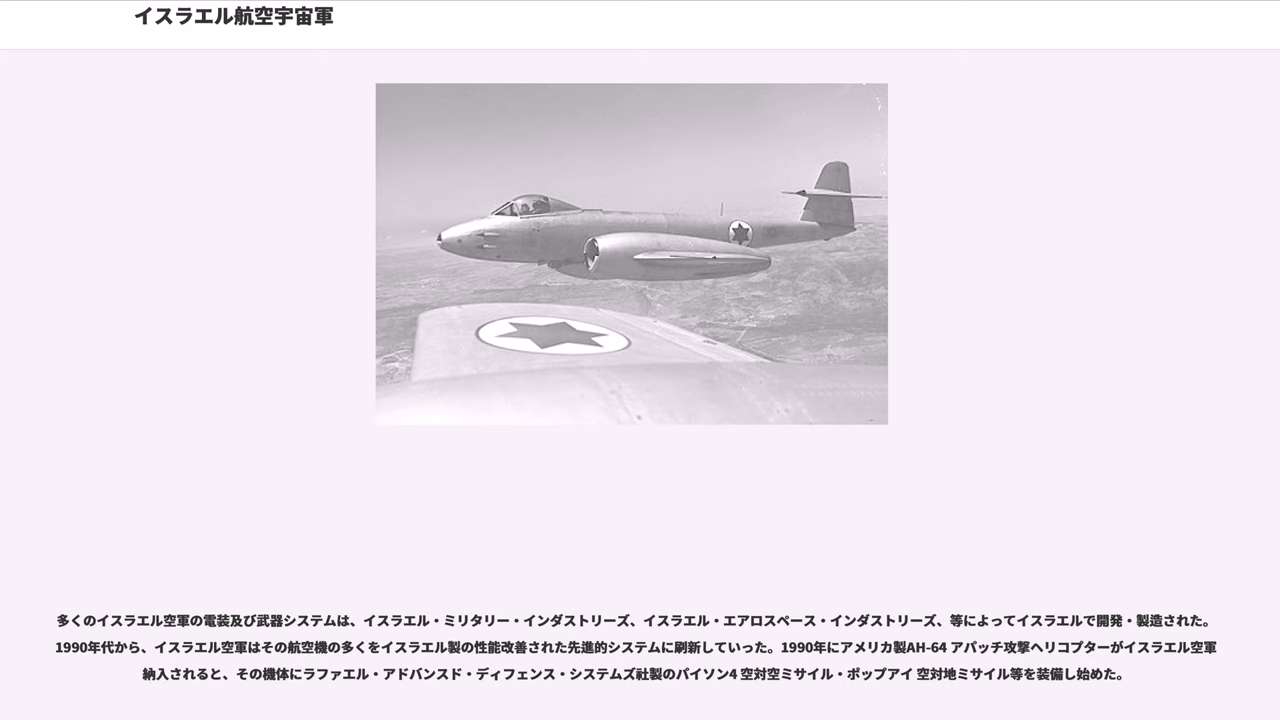 イスラエル航空宇宙軍
多くのイスラエル空軍の電装及び武器システムは、イスラエル・ミリタリー・インダストリーズ、イスラエル・エアロスペース・インダストリーズ、等によってイスラエルで開発・製造された。
1990年代から、イスラエル空軍はその航空機の多くをイスラエル製の性能改善された先進的システムに刷新していった。1990年にアメリカ製AH-64 アパッチ攻撃ヘリコプターがイスラエル空軍
納入されると、その機体にラファエル・アドバンスド・ディフェンス・システムズ社製のパイソン4 空対空ミサイル・ポップアイ 空対地ミサイル等を装備し始めた。